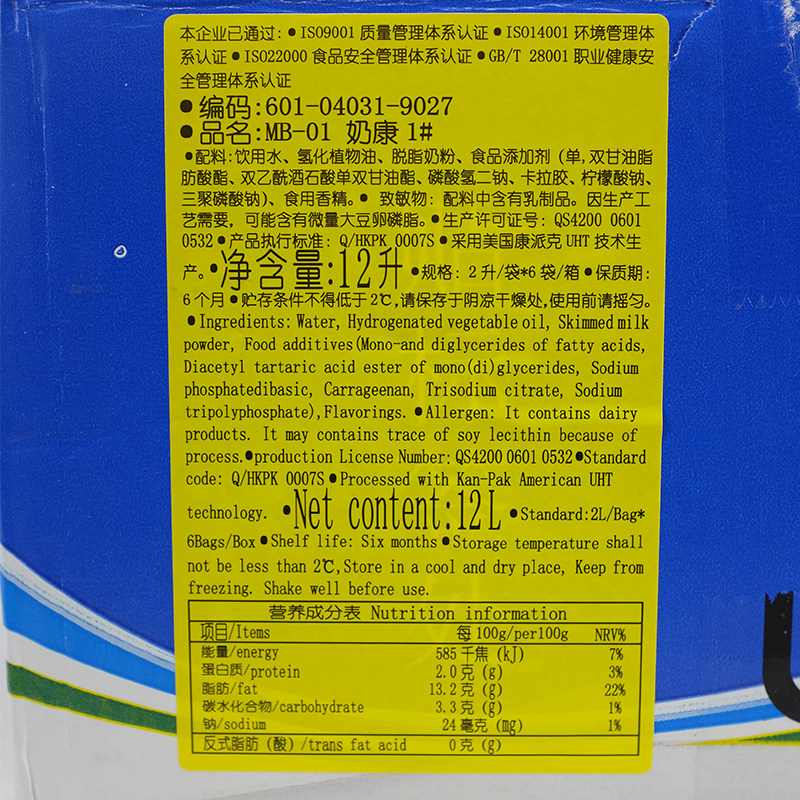 本企业已通过:●ISO9001 质量管理体系认证●ISO14001 环境管理体
系认证●ISO22000 食品安全管理体系认证●GB/T 28001 职业健康安
全管理体系认证
●编码:601-04031-9027
●品名:MB-01 奶康 1#
●配料:饮用水、氢化植物油、脱脂奶粉、食品添加剂 (单,双甘油脂
肪酸酯、双乙酰酒石酸单双甘油酯、磷酸氢二钠、卡拉胶、柠檬酸钠、
三聚磷酸钠)、食用香精。● 致敏物: 配料中含有乳制品。因生产工
艺需要, 可能含有微量大豆卵磷脂。●生产许可证号: QS4200 0601
0532●产品执行标准: Q/HKPK 0007S●采用美国康派克 UHT 技术生
产。●净含量:12升●规格: 2 升/袋*6 袋/箱●保质期:
6 个月●贮存条件不得低于 2℃,请保存于阴凉干燥处,使用前请摇匀。
●Ingredients: Water, Hydrogenated vegetable oil, Skimmed milk
powder, Food additives(Mono-and diglycerides of fatty acids,
Diacetyl tartaric acid ester of mono(di)glycerides, Sodium
phosphatedibasic, Carrageenan, Trisodium citrate, Sodium
tripolyphosphate),Flavorings. ●Allergen: It contains dairy
products. It may contains trace of soy lecithin because of
process.●production License Number: QS4200 0601 0532●Standard
code: Q/HKPK 0007S●Processed with Kan-Pak American UHT
technology. ●Net content:12L●Standard:2L/Bag*
6Bags/Box●Shelf life: Six months●Storage temperature shall
not be less than 2℃,Store in a cool and dry place, Keep from
freezing. Shake well before use.
营养成分表 Nutrition information
项目/Items 每 100g/per100g NRV%
能量/energy 585 千焦 (kJ) 7%
蛋白质/protein 2.0 克 (g) 3%
脂肪/fat 13.2 克 (g) 22%
碳水化合物/carbohydrate 3.3 克 (g) 1%
钠/sodium 24 毫克 (mg) 1%
反式脂肪 (酸) /trans fat acid 0 克 (g)